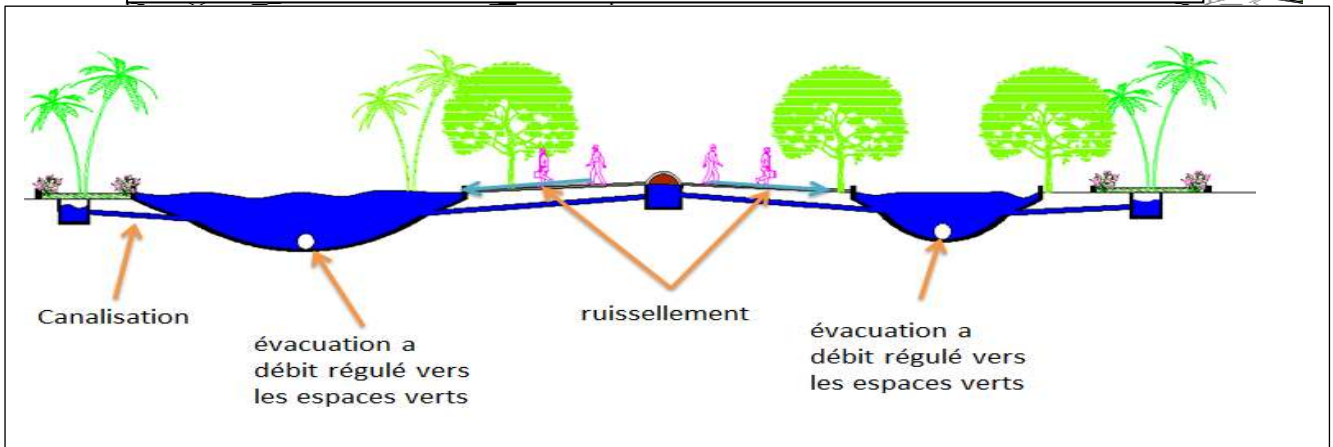 Canalisation
évacuation a
débit régulé vers
les espaces verts
ruissellement
évacuation a
débit régulé vers
les espaces verts